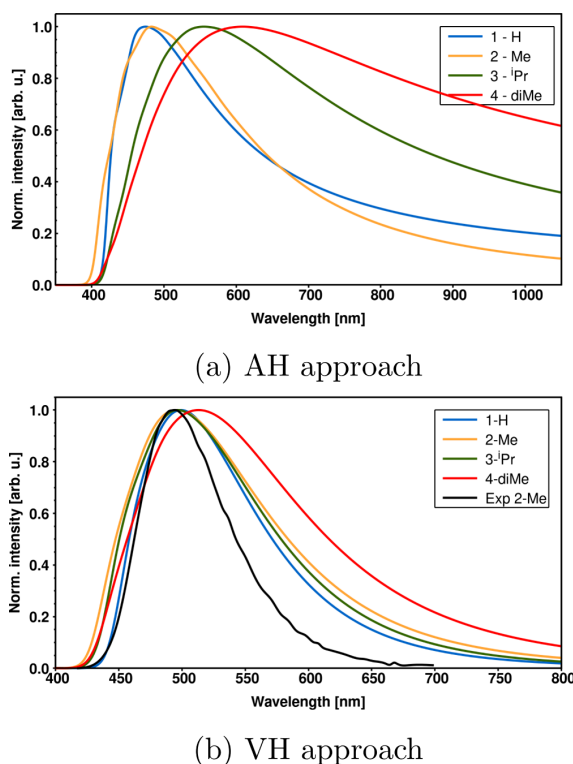 1.0
0.8
0.6
0.4
0.2
0.0
Norm. intensity [arb. u.]
1 - H
2 - Me
3 - ⁱPr
4 - diMe
400 500 600 700 800 900 1000
Wavelength [nm]
(a) AH approach
1.0
0.8
0.6
0.4
0.2
0.0
Norm. intensity [arb. u.]
1-H
2-Me
3-ⁱPr
4-diMe
Exp 2-Me
400 450 500 550 600 650 700 750 800
Wavelength [nm]
(b) VH approach